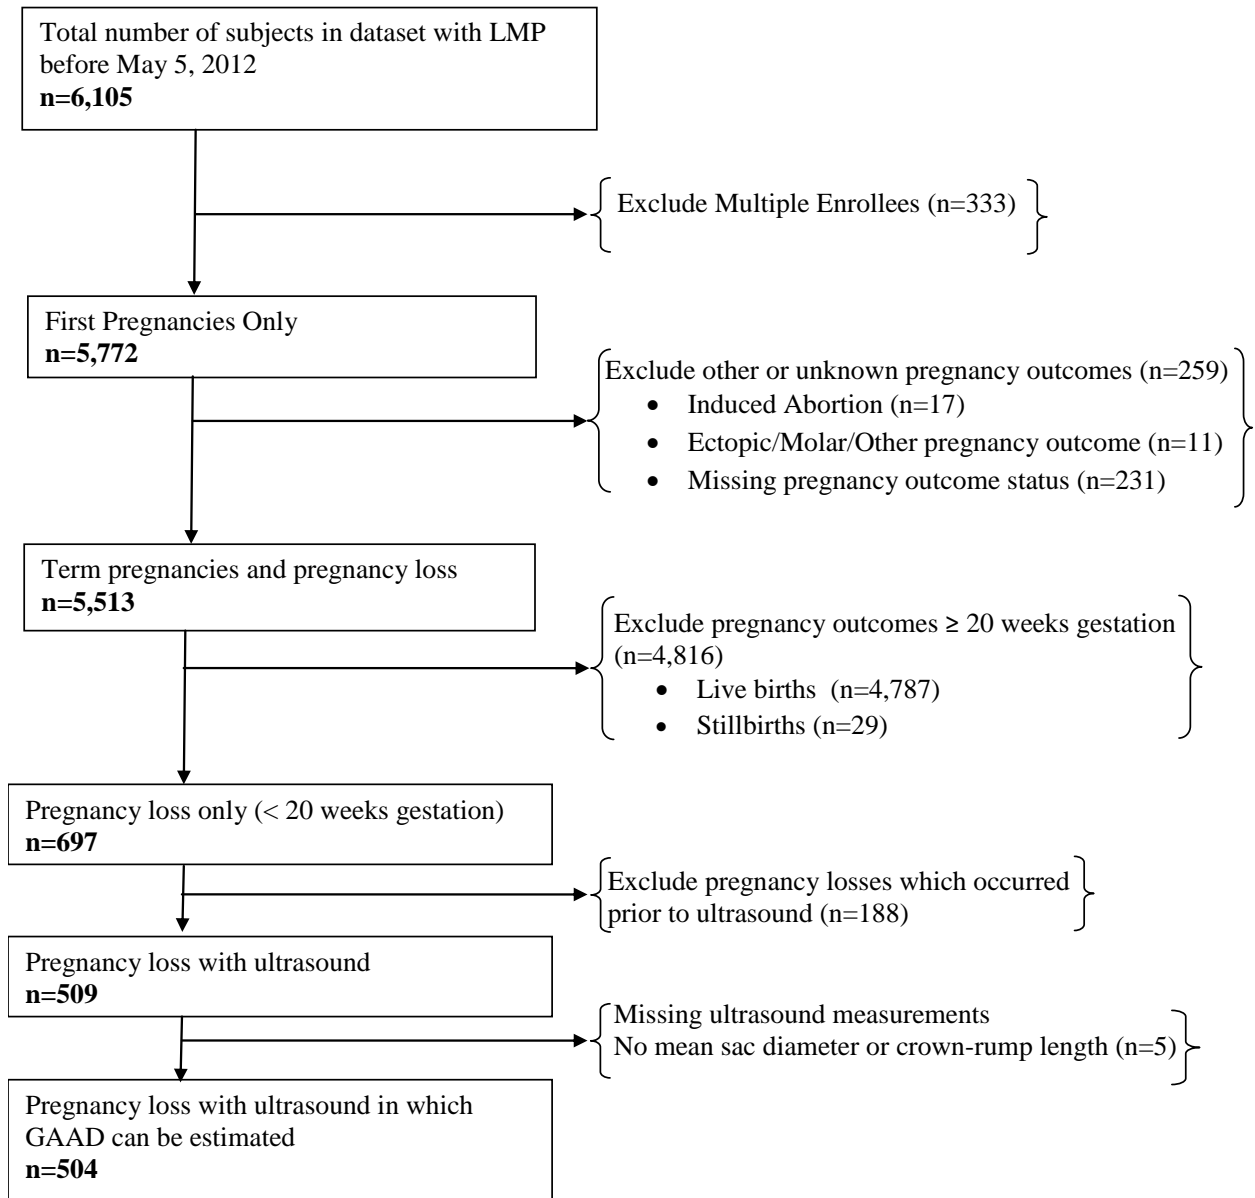 Total number of subjects in dataset with LMP
before May 5, 2012
n=6,105
Exclude Multiple Enrollees (n=333)
First Pregnancies Only
n=5,772
Exclude other or unknown pregnancy outcomes (n=259)
• Induced Abortion (n=17)
• Ectopic/Molar/Other pregnancy outcome (n=11)
• Missing pregnancy outcome status (n=231)
Term pregnancies and pregnancy loss
n=5,513
Exclude pregnancy outcomes ≥ 20 weeks gestation
(n=4,816)
• Live births (n=4,787)
• Stillbirths (n=29)
Pregnancy loss only (< 20 weeks gestation)
n=697
Exclude pregnancy losses which occurred
prior to ultrasound (n=188)
Pregnancy loss with ultrasound
n=509
Missing ultrasound measurements
No mean sac diameter or crown-rump length (n=5)
Pregnancy loss with ultrasound in which
GAAD can be estimated
n=504